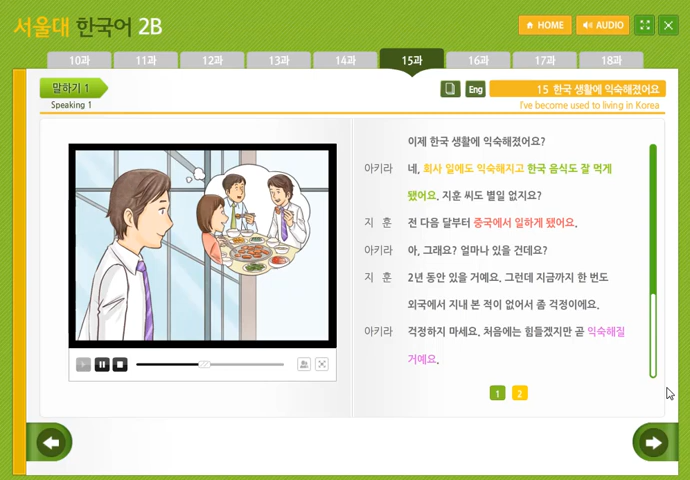 서울대 한국어 2B
HOME
AUDIO
10과
11과
12과
13과
14과
15과
16과
17과
18과
말하기 1
Speaking 1
Eng
15 한국 생활에 익숙해졌어요
I've become used to living in Korea
이제 한국 생활에 익숙해졌어요?
아키라 네, 회사 일에도 익숙해지고 한국 음식도 잘 먹게
됐어요. 지훈 씨도 별일 없지요?
지 훈 전 다음 달부터 중국에서 일하게 됐어요.
아키라 아, 그래요? 얼마나 있을 건데요?
지 훈 2년 동안 있을 거예요. 그런데 지금까지 한 번도
외국에서 지내 본 적이 없어서 좀 걱정이에요.
아키라 걱정하지 마세요. 처음에는 힘들겠지만 곧 익숙해질
거예요.
1
2